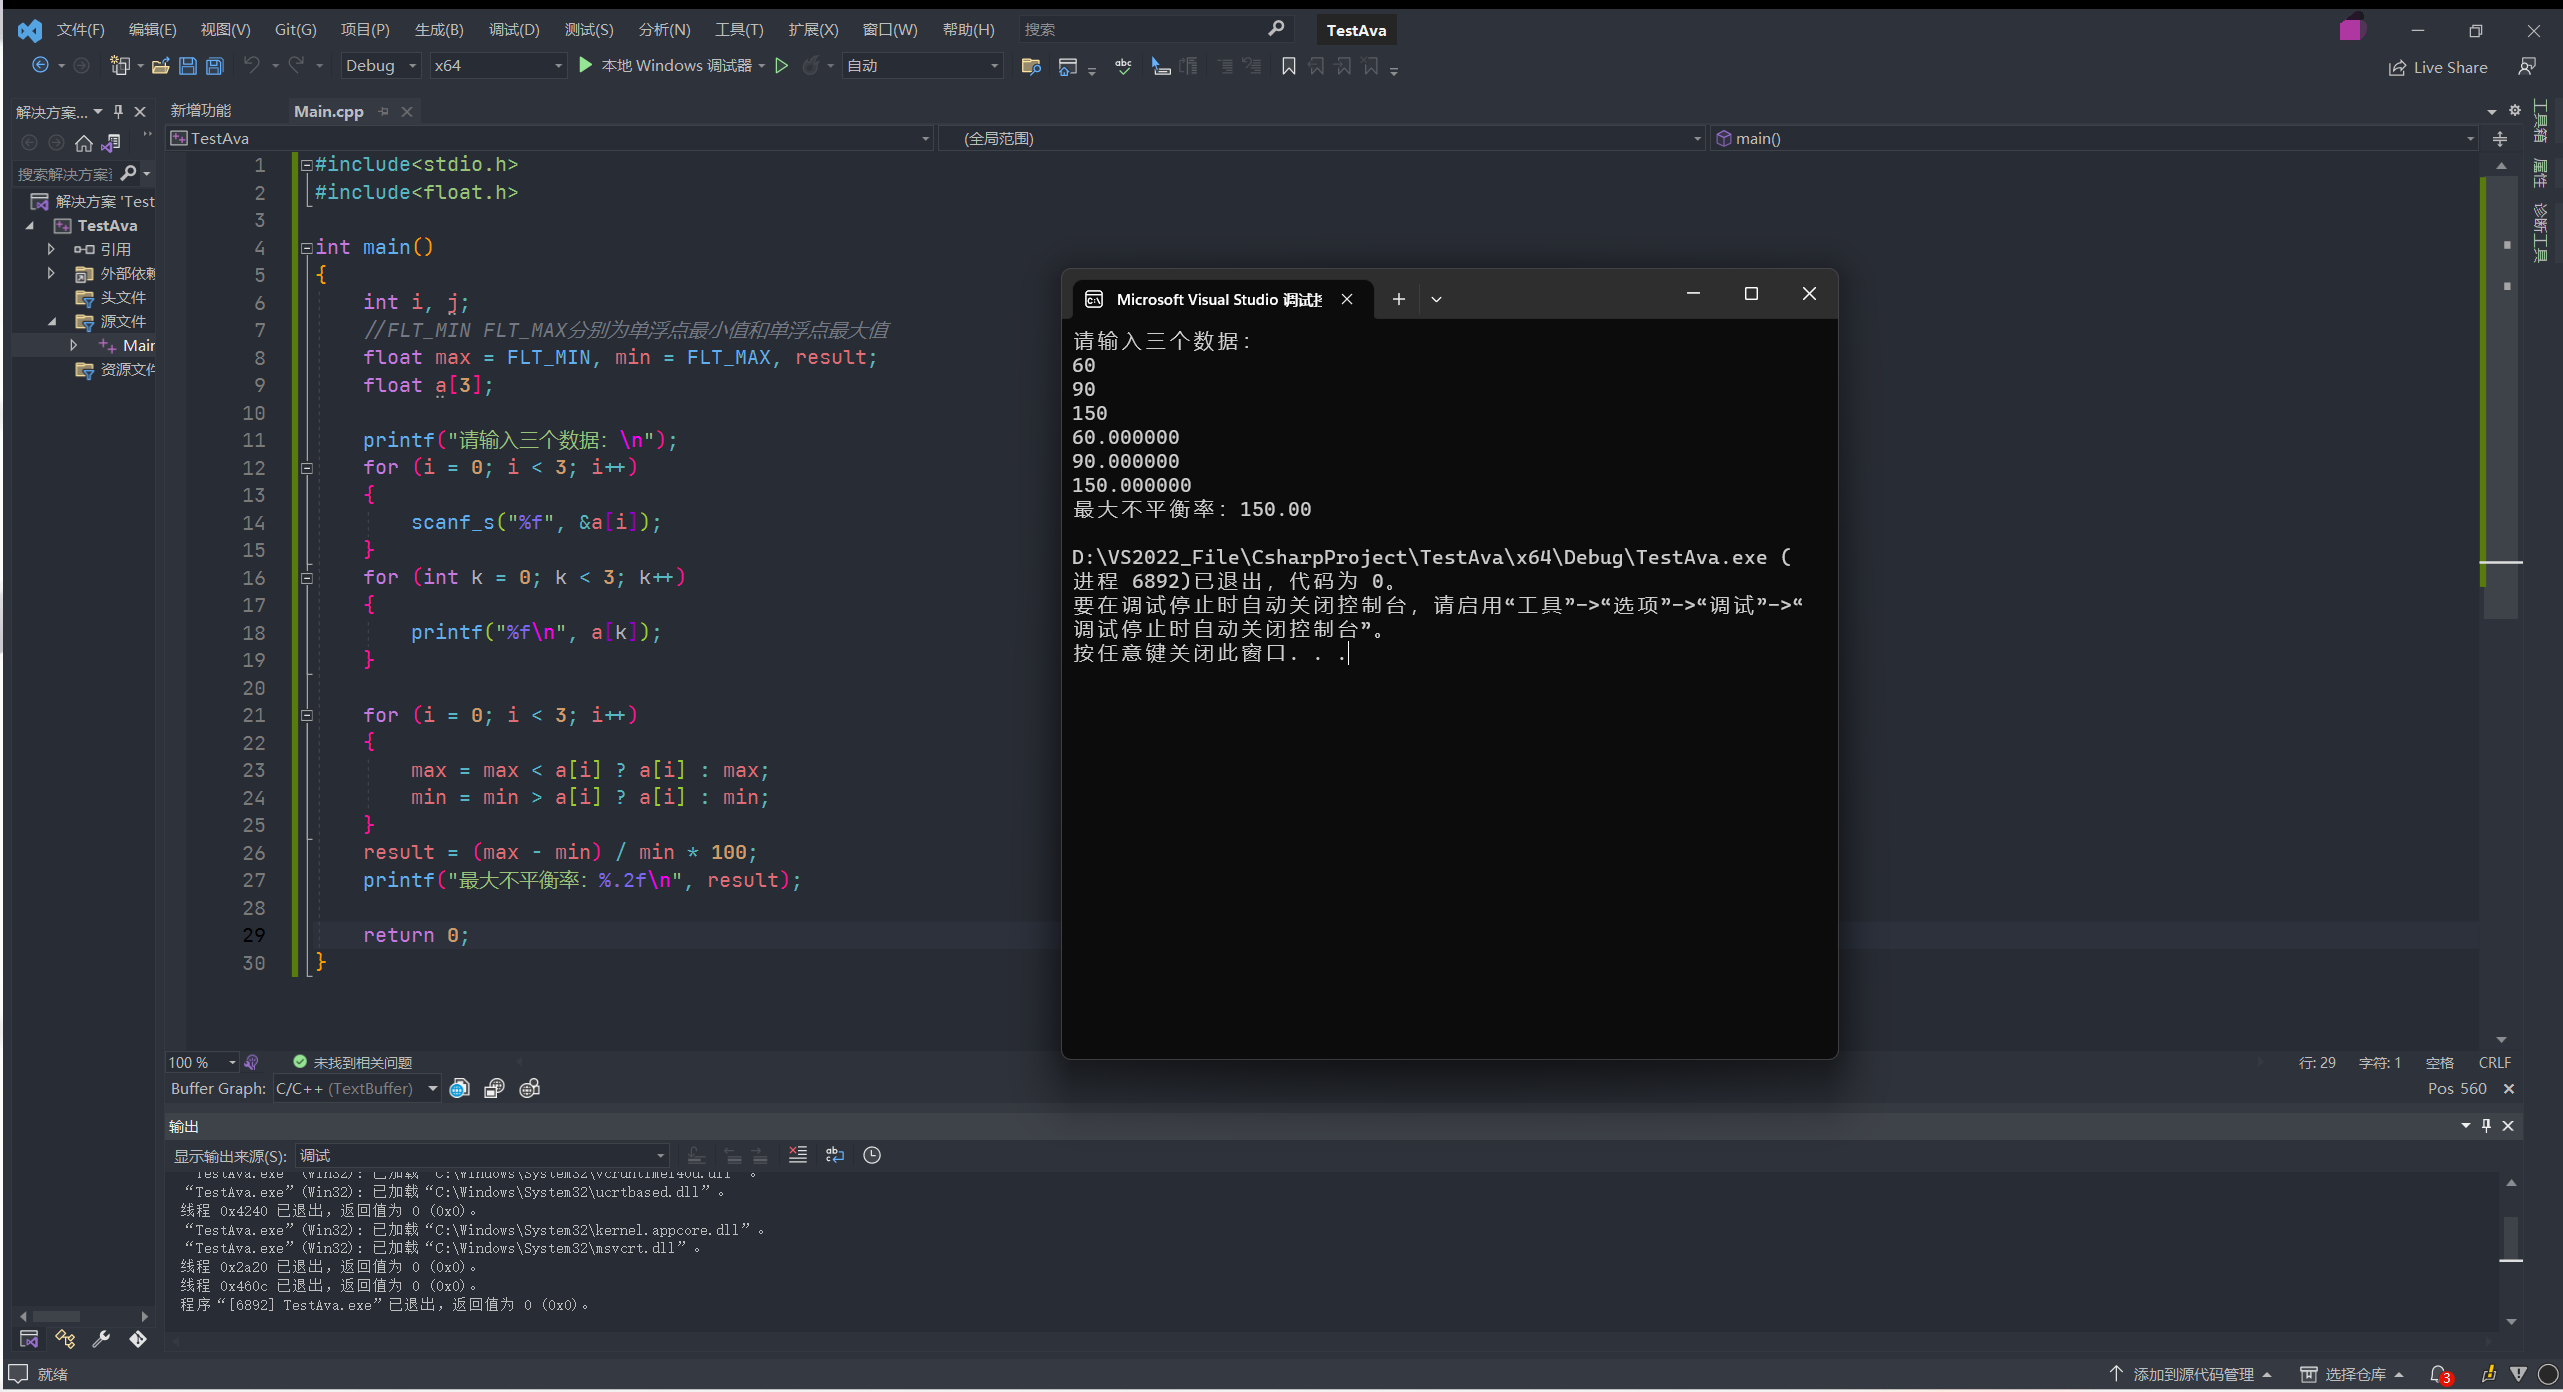 文件(F) 编辑(E) 视图(V) Git(G) 项目(P) 生成(B) 调试(D) 测试(S) 分析(N) 工具(T) 扩展(X) 窗口(W) 帮助(H) 搜索 TestAva
Debug x64 本地 Windows 调试器 自动 Live Share
解决方案... 新增功能 Main.cpp
TestAva (全局范围) main()
搜索解决方案
解决方案 'Test
TestAva
引用
外部依赖
头文件
源文件
Main
资源文件
工具箱
属性
诊断工具
1 #include<stdio.h>
2 #include<float.h>
3
4 int main()
5 {
6 int i, j;
7 //FLT_MIN FLT_MAX分别为单浮点最小值和单浮点最大值
8 float max = FLT_MIN, min = FLT_MAX, result;
9 float a[3];
10
11 printf("请输入三个数据：\n");
12 for (i = 0; i < 3; i++)
13 {
14 scanf_s("%f", &a[i]);
15 }
16 for (int k = 0; k < 3; k++)
17 {
18 printf("%f\n", a[k]);
19 }
20
21 for (i = 0; i < 3; i++)
22 {
23 max = max < a[i] ? a[i] : max;
24 min = min > a[i] ? a[i] : min;
25 }
26 result = (max - min) / min * 100;
27 printf("最大不平衡率：%.2f\n", result);
28
29 return 0;
30 }
Microsoft Visual Studio 调试
请输入三个数据：
60
90
150
60.000000
90.000000
150.000000
最大不平衡率：150.00
D:\VS2022_File\CsharpProject\TestAva\x64\Debug\TestAva.exe (
进程 6892)已退出，代码为 0。
要在调试停止时自动关闭控制台，请启用“工具”->“选项”->“调试”->“
调试停止时自动关闭控制台”。
按任意键关闭此窗口. . .
100 % 未找到相关问题 行: 29 字符: 1 空格 CRLF
Buffer Graph: C/C++ (TextBuffer) Pos 560
输出
显示输出来源(S): 调试
“TestAva.exe”(Win32): 已加载“C:\Windows\System32\vcruntime140d.dll”。
“TestAva.exe”(Win32): 已加载“C:\Windows\System32\ucrtbased.dll”。
线程 0x4240 已退出，返回值为 0 (0x0)。
“TestAva.exe”(Win32): 已加载“C:\Windows\System32\kernel.appcore.dll”。
“TestAva.exe”(Win32): 已加载“C:\Windows\System32\msvcrt.dll”。
线程 0x2a20 已退出，返回值为 0 (0x0)。
线程 0x460c 已退出，返回值为 0 (0x0)。
程序“[6892] TestAva.exe”已退出，返回值为 0 (0x0)。
就绪 添加到源代码管理 选择仓库 3